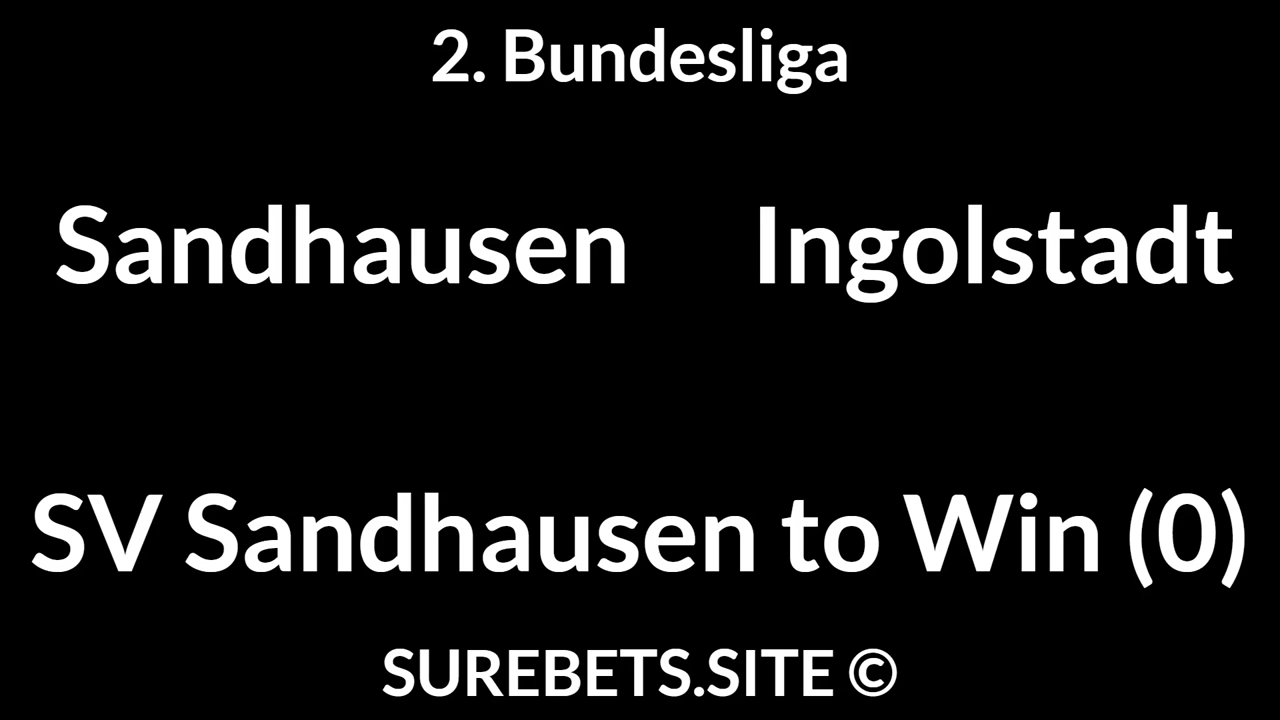 2. Bundesliga
Sandhausen Ingolstadt
SV Sandhausen to Win (0)
SUREBETS.SITE ©